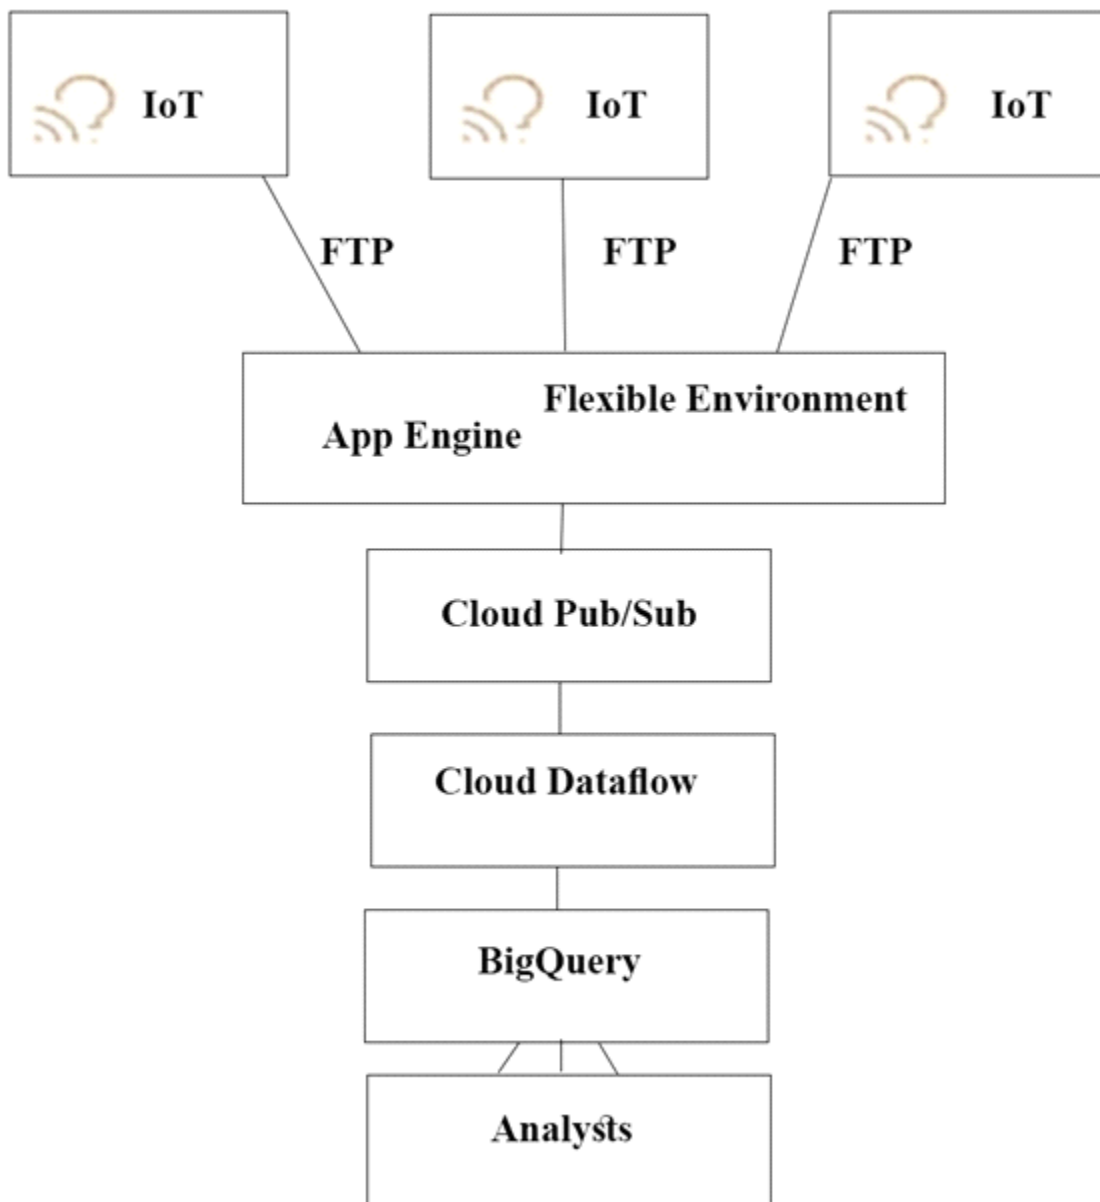 IoT
IoT
IoT
FTP
FTP
FTP
Flexible Environment
App Engine
Cloud Pub/Sub
Cloud Dataflow
BigQuery
Analysts